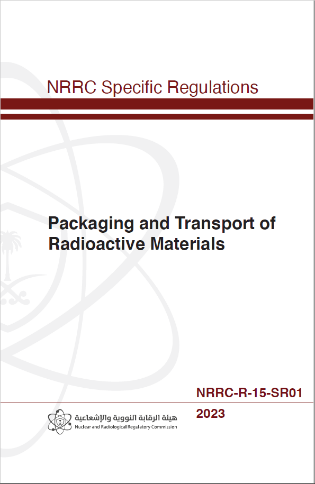 NRRC Specific Regulations
Packaging and Transport of
Radioactive Materials
NRRC-R-15-SR01
2023
هيئة الرقابة النووية والإشعاعية
Nuclear and Radiological Regulatory Commission